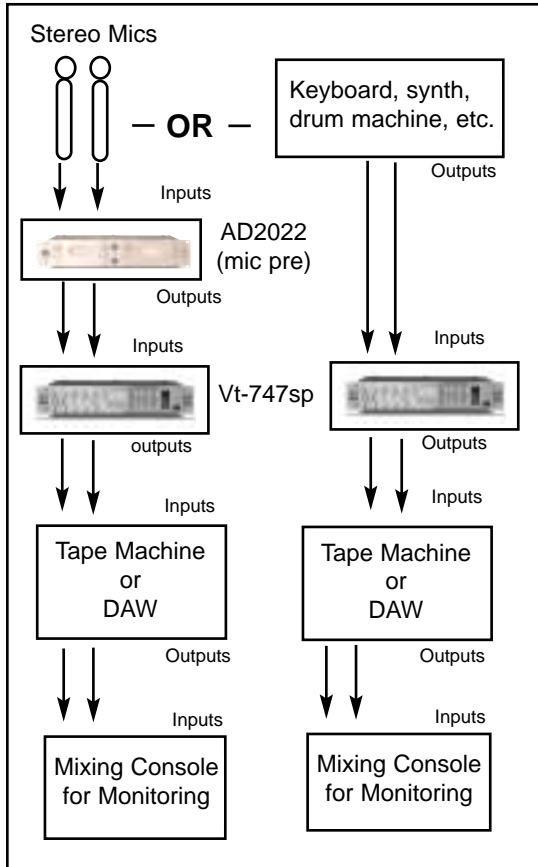 Stereo Mics
– OR –
Keyboard, synth,
drum machine, etc.
Inputs
Outputs
AD2022
(mic pre)
Outputs
Inputs
Inputs
Vt-747sp
outputs
Outputs
Inputs
Inputs
Tape Machine
or
DAW
Tape Machine
or
DAW
Outputs
Outputs
Inputs
Inputs
Mixing Console
for Monitoring
Mixing Console
for Monitoring